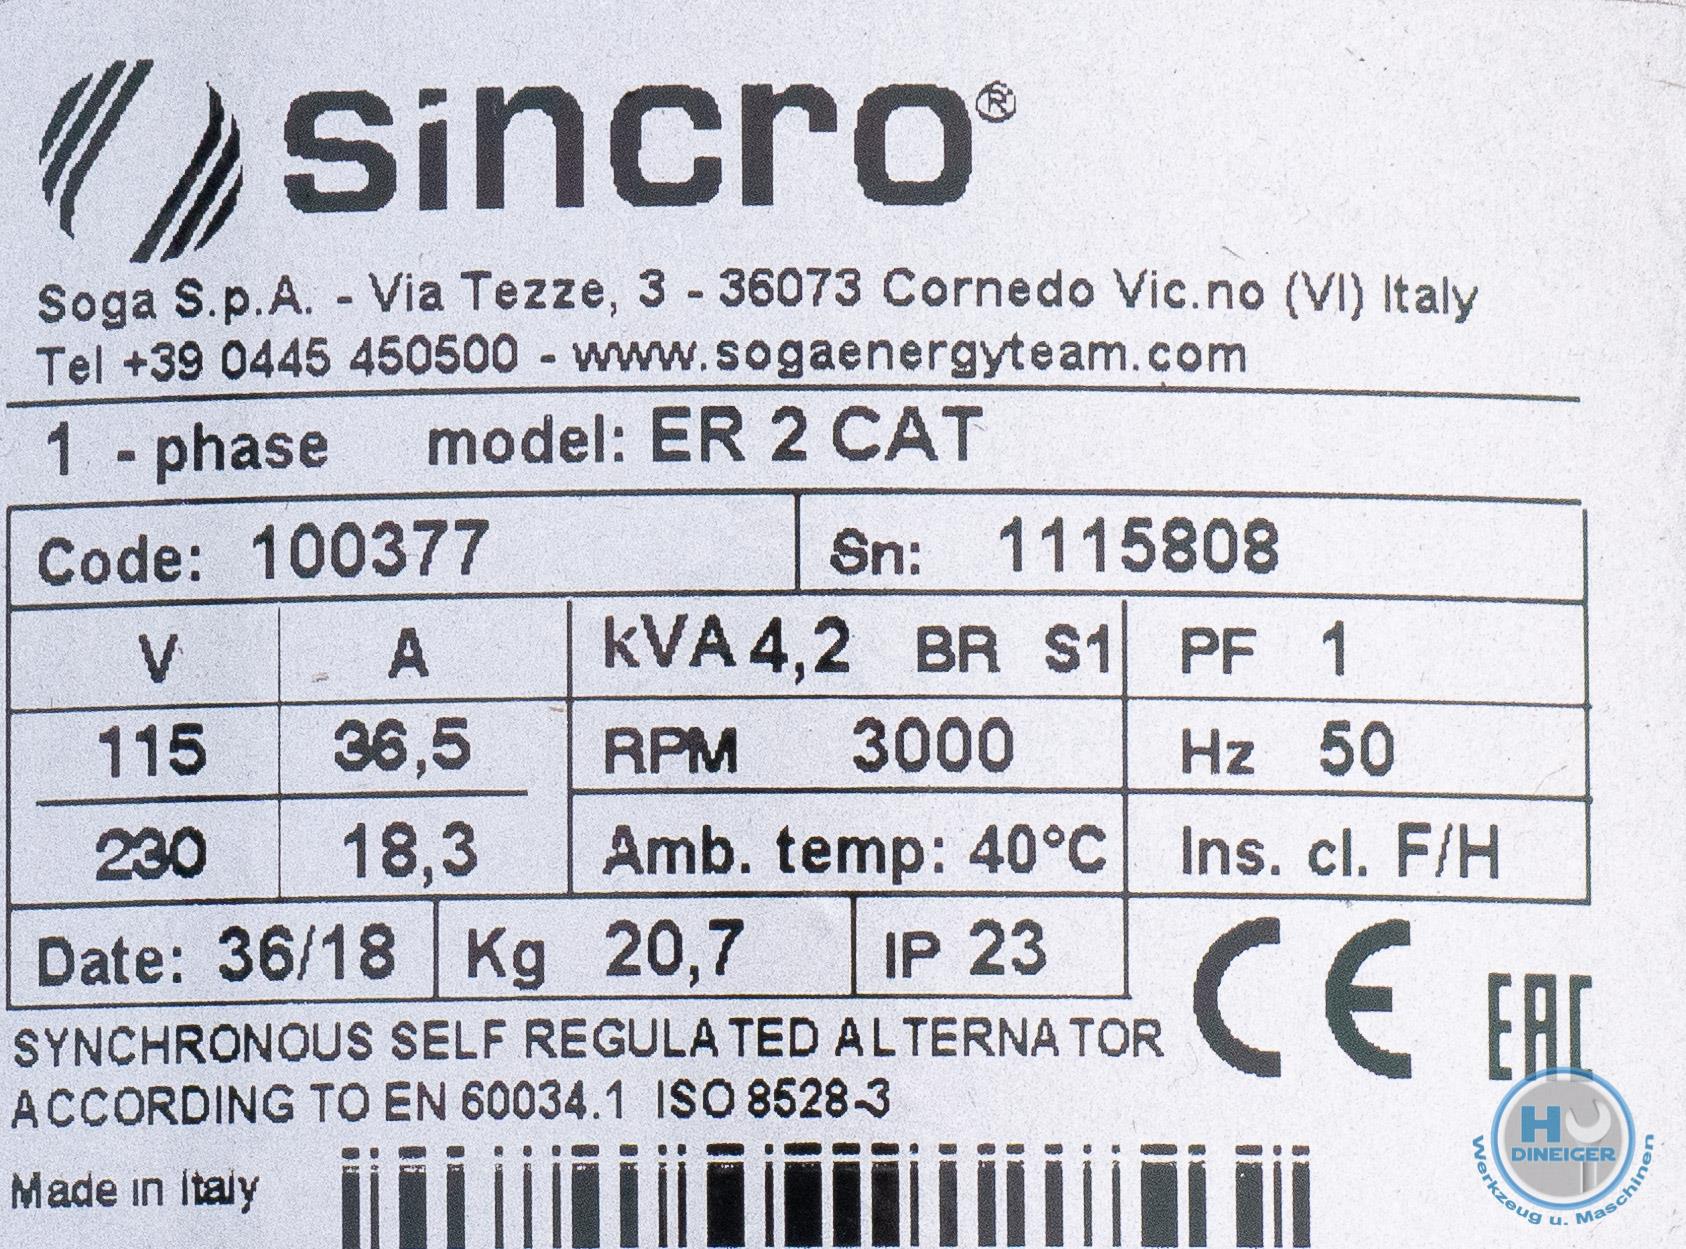 sincro®
Soga S.p.A. - Via Tezze, 3 - 36073 Cornedo Vic.no (VI) Italy
Tel +39 0445 450500 - www.sogaenergyteam.com
1 - phase model: ER 2 CAT
Code: 100377 Sn: 1115808
V A kVA 4,2 BR S1 PF 1
115 36,5 RPM 3000 Hz 50
230 18,3 Amb. temp: 40°C Ins. cl. F/H
Date: 36/18 Kg 20,7 IP 23 CE EAC
SYNCHRONOUS SELF REGULATED ALTERNATOR
ACCORDING TO EN 60034.1 ISO 8528-3
Made in Italy
H
DINEIGER
Werkzeug u. Maschinen